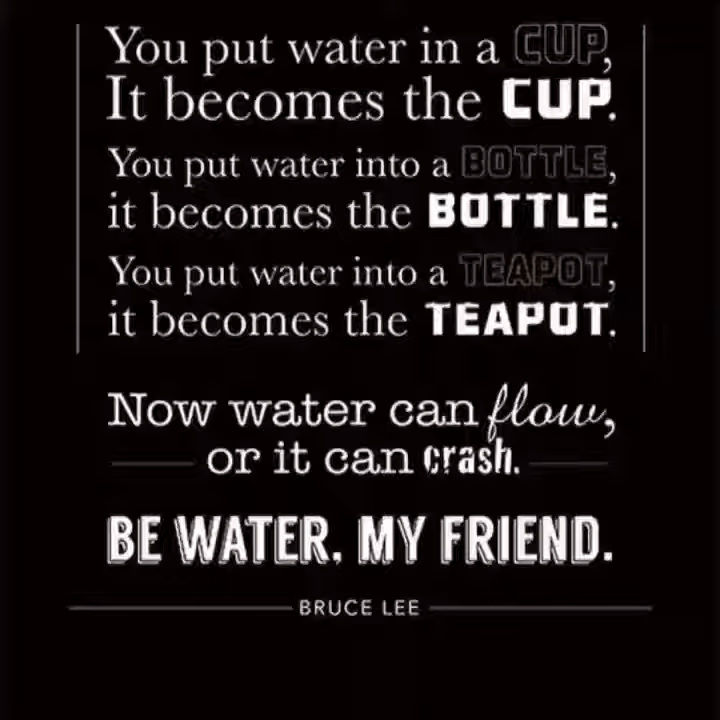 You put water in a CUP,
It becomes the CUP.
You put water into a BOTTLE,
it becomes the BOTTLE.
You put water into a TEAPOT,
it becomes the TEAPOT.
Now water can flow,
or it can crash.
BE WATER, MY FRIEND.
BRUCE LEE